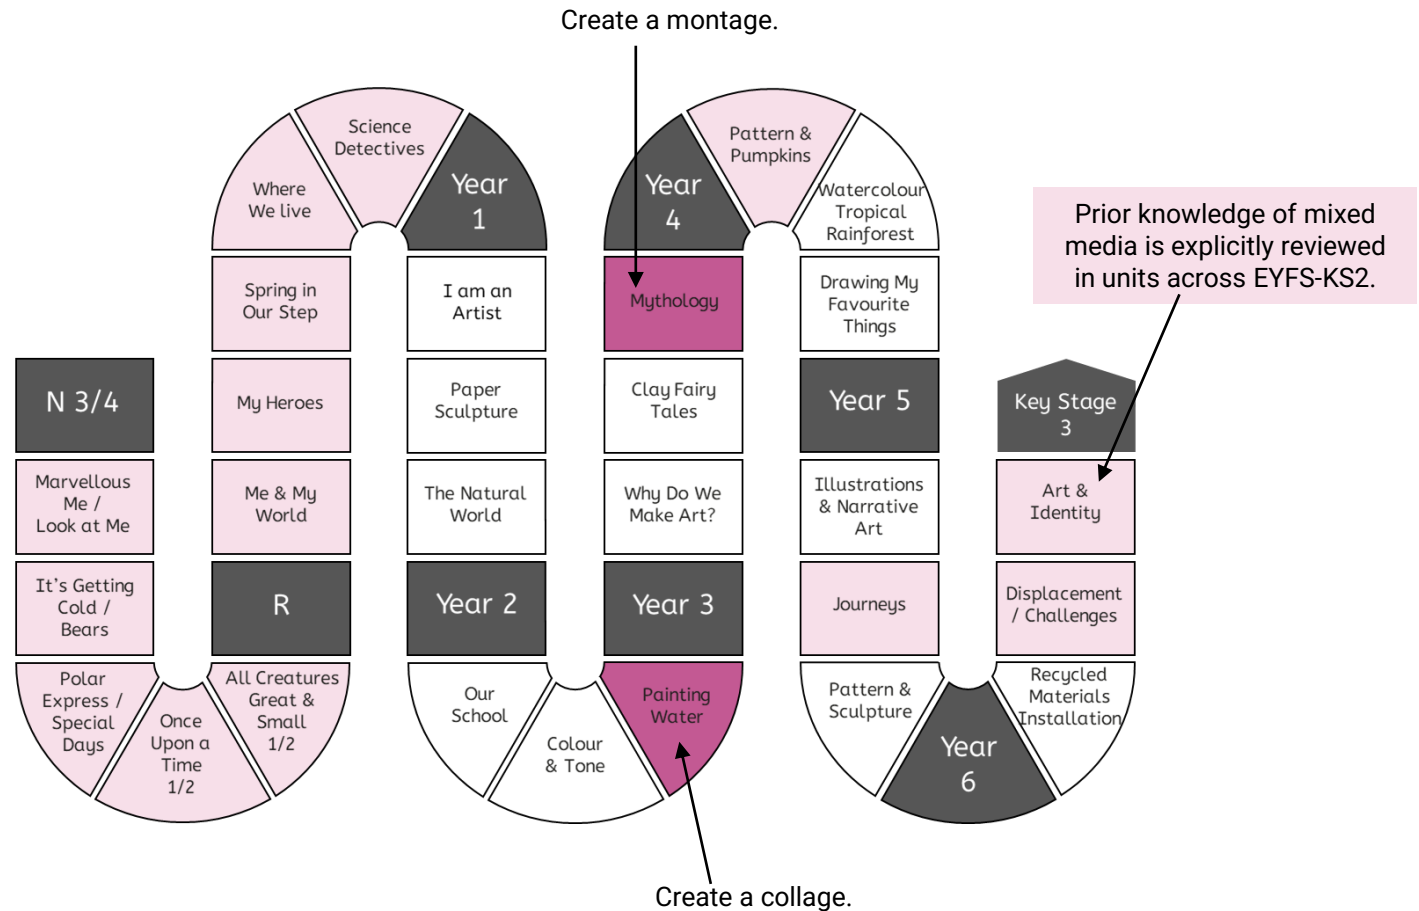 Create a montage.
N 3/4
Marvellous
Me /
Look at Me
It's Getting
Cold /
Bears
Polar
Express /
Special
Days
Once
Upon a
Time
1/2
All Creatures
Great &
Small
1/2
R
Me & My
World
My Heroes
Spring in
Our Step
Where
We live
Science
Detectives
Year
1
I am an
Artist
Paper
Sculpture
The Natural
World
Year 2
Our
School
Colour
& Tone
Painting
Water
Year 3
Why Do We
Make Art?
Clay Fairy
Tales
Mythology
Year
4
Pattern &
Pumpkins
Watercolour
Tropical
Rainforest
Drawing My
Favourite
Things
Year 5
Illustrations
& Narrative
Art
Journeys
Pattern &
Sculpture
Year
6
Recycled
Materials
Installation
Displacement
/ Challenges
Art &
Identity
Key Stage
3
Prior knowledge of mixed
media is explicitly reviewed
in units across EYFS-KS2.
Create a collage.